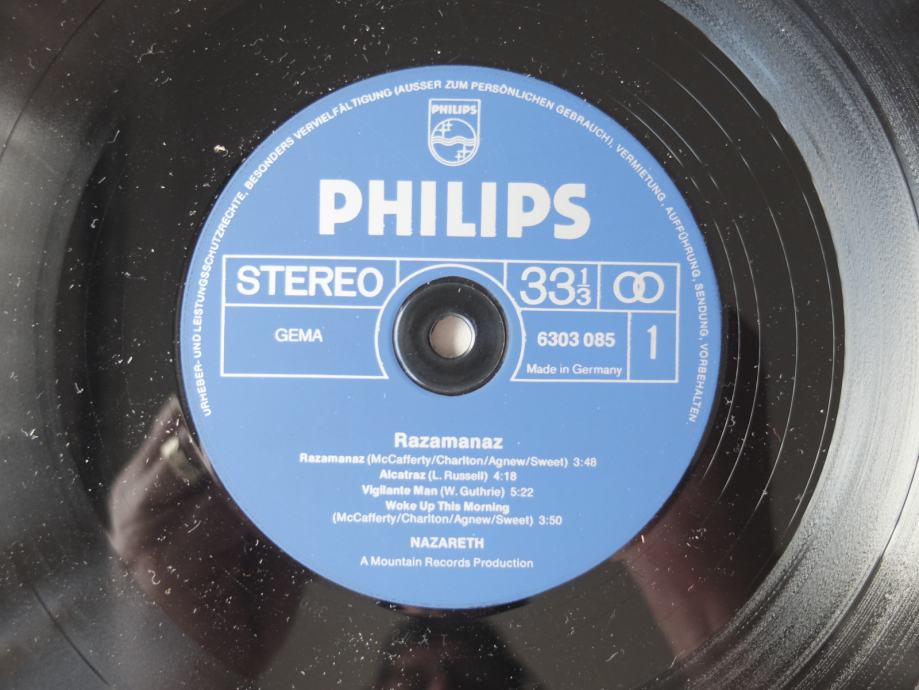 URHEBER- UND LEISTUNGSSCHUTZRECHTE, BESONDERS VERVIELFÄLTIGUNG (AUSSER ZUM PERSÖNLICHEN GEBRAUCH), VERMIETUNG, AUFFÜHRUNG, SENDUNG, VORBEHALTEN.
PHILIPS
PHILIPS
STEREO 33⅓
GEMA 6303 085 1
Made in Germany
Razamanaz
Razamanaz (McCafferty/Charlton/Agnew/Sweet) 3:48
Alcatraz (L. Russell) 4:18
Vigilante Man (W. Guthrie) 5:22
Woke Up This Morning
(McCafferty/Charlton/Agnew/Sweet) 3:50
NAZARETH
A Mountain Records Production